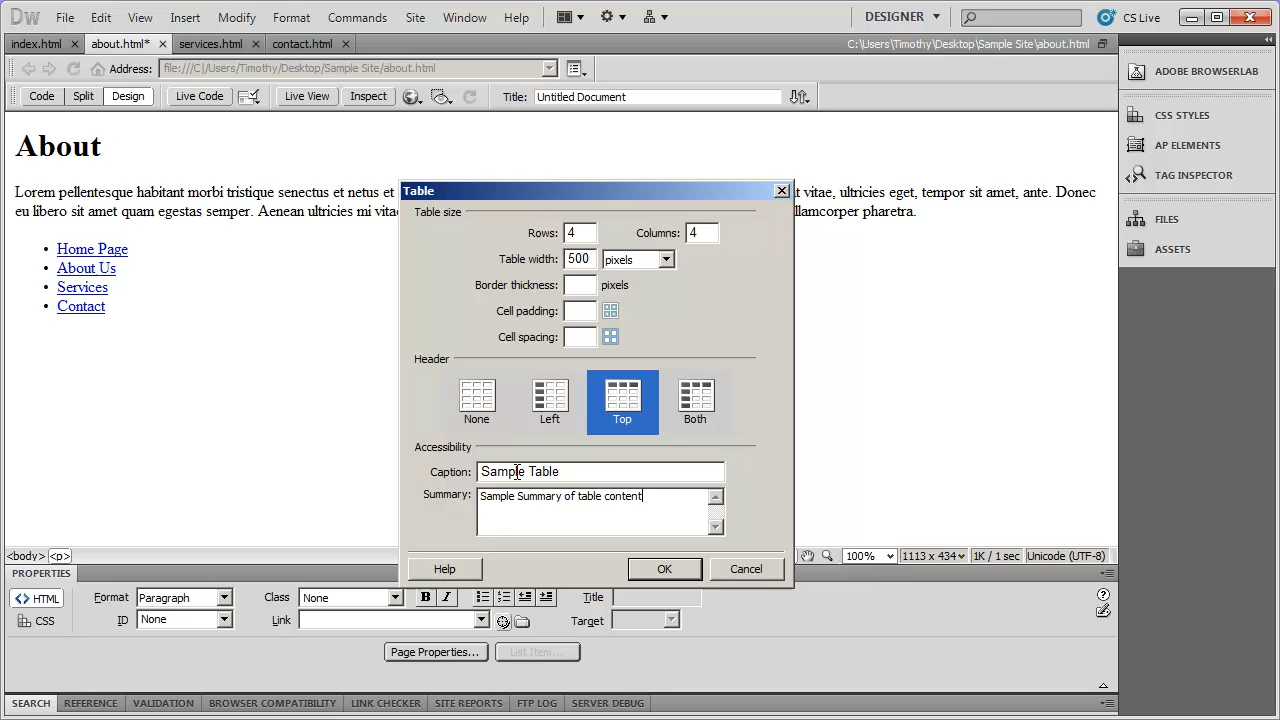 Dw File Edit View Insert Modify Format Commands Site Window Help DESIGNER CS Live
index.html about.html* services.html contact.html C:\Users\Timothy\Desktop\Sample Site\about.html
Address: file:///C|/Users/Timothy/Desktop/Sample Site/about.html
Code Split Design Live Code Live View Inspect Title: Untitled Document
ADOBE BROWSERLAB
CSS STYLES
AP ELEMENTS
TAG INSPECTOR
FILES
ASSETS
About
Lorem pellentesque habitant morbi tristique senectus et netus et vitae, ultricies eget, tempor sit amet, ante. Donec
eu libero sit amet quam egestas semper. Aenean ultricies mi vitae llamcorper pharetra.
• Home Page
• About Us
• Services
• Contact
Table
Table size
Rows: 4 Columns: 4
Table width: 500 pixels
Border thickness: pixels
Cell padding:
Cell spacing:
Header
None Left Top Both
Accessibility
Caption: Sample Table
Summary: Sample Summary of table content
Help OK Cancel
<body> <p> 100% 1113 x 434 1K / 1 sec Unicode (UTF-8)
PROPERTIES
<> HTML Format Paragraph Class None B I Title
CSS ID None Link Target
Page Properties... List Item...
SEARCH REFERENCE VALIDATION BROWSER COMPATIBILITY LINK CHECKER SITE REPORTS FTP LOG SERVER DEBUG